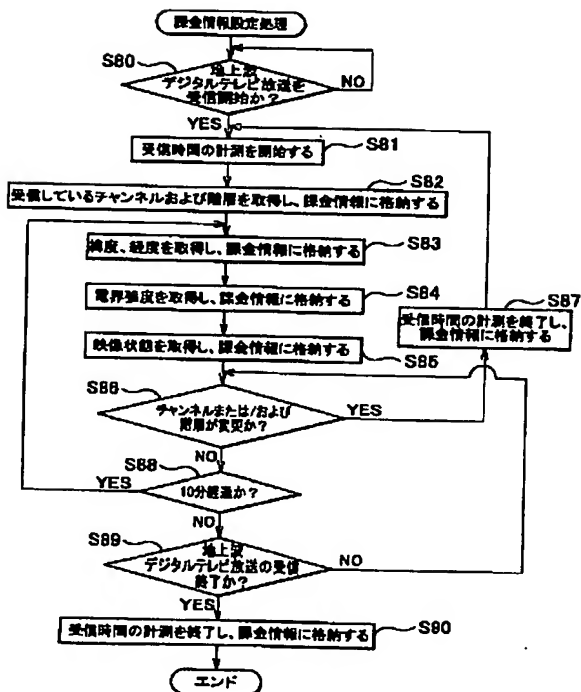 課金情報設定処理
S80
地上波
デジタルテレビ放送を
受信開始か?
NO
YES
受信時間の計測を開始する
S81
S82
受信しているチャンネルおよび階層を取得し、課金情報に格納する
緯度、経度を取得し、課金情報に格納する
S83
電界強度を取得し、課金情報に格納する
S84
S87
受信時間の計測を終了し、
課金情報に格納する
映像状態を取得し、課金情報に格納する
S85
S86
チャンネルまたは/および
階層が変更か?
YES
NO
S88
YES
10分経過か?
NO
S89
地上波
デジタルテレビ放送の受信
終了か?
NO
YES
受信時間の計測を終了し、課金情報に格納する
S90
エンド